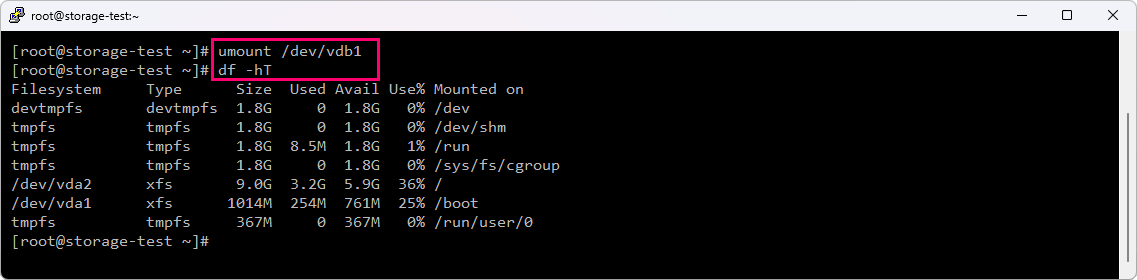 root@storage-test:~
[root@storage-test ~]# umount /dev/vdb1
[root@storage-test ~]# df -hT
Filesystem     Type      Size  Used Avail Use% Mounted on
devtmpfs       devtmpfs  1.8G     0  1.8G   0% /dev
tmpfs          tmpfs     1.8G     0  1.8G   0% /dev/shm
tmpfs          tmpfs     1.8G  8.5M  1.8G   1% /run
tmpfs          tmpfs     1.8G     0  1.8G   0% /sys/fs/cgroup
/dev/vda2      xfs       9.0G  3.2G  5.9G  36% /
/dev/vda1      xfs      1014M  254M  761M  25% /boot
tmpfs          tmpfs     367M     0  367M   0% /run/user/0
[root@storage-test ~]#